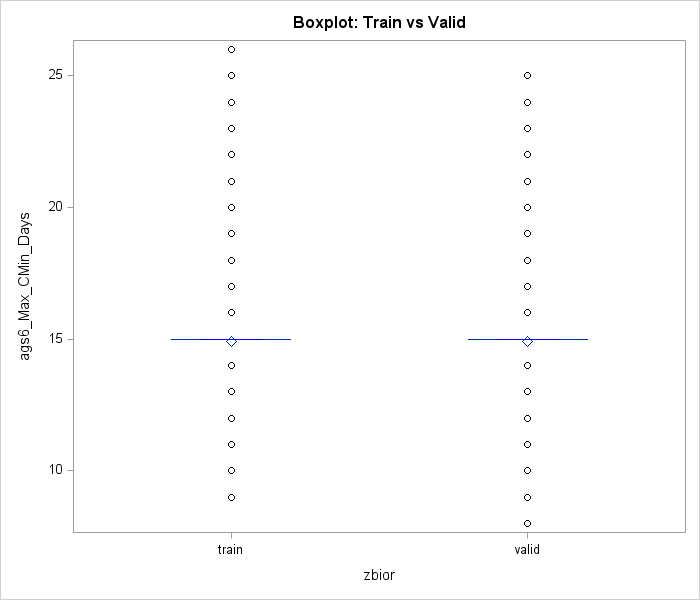 Boxplot: Train vs Valid
25
20
15
10
ags6_Max_CMin_Days
train
valid
zbior